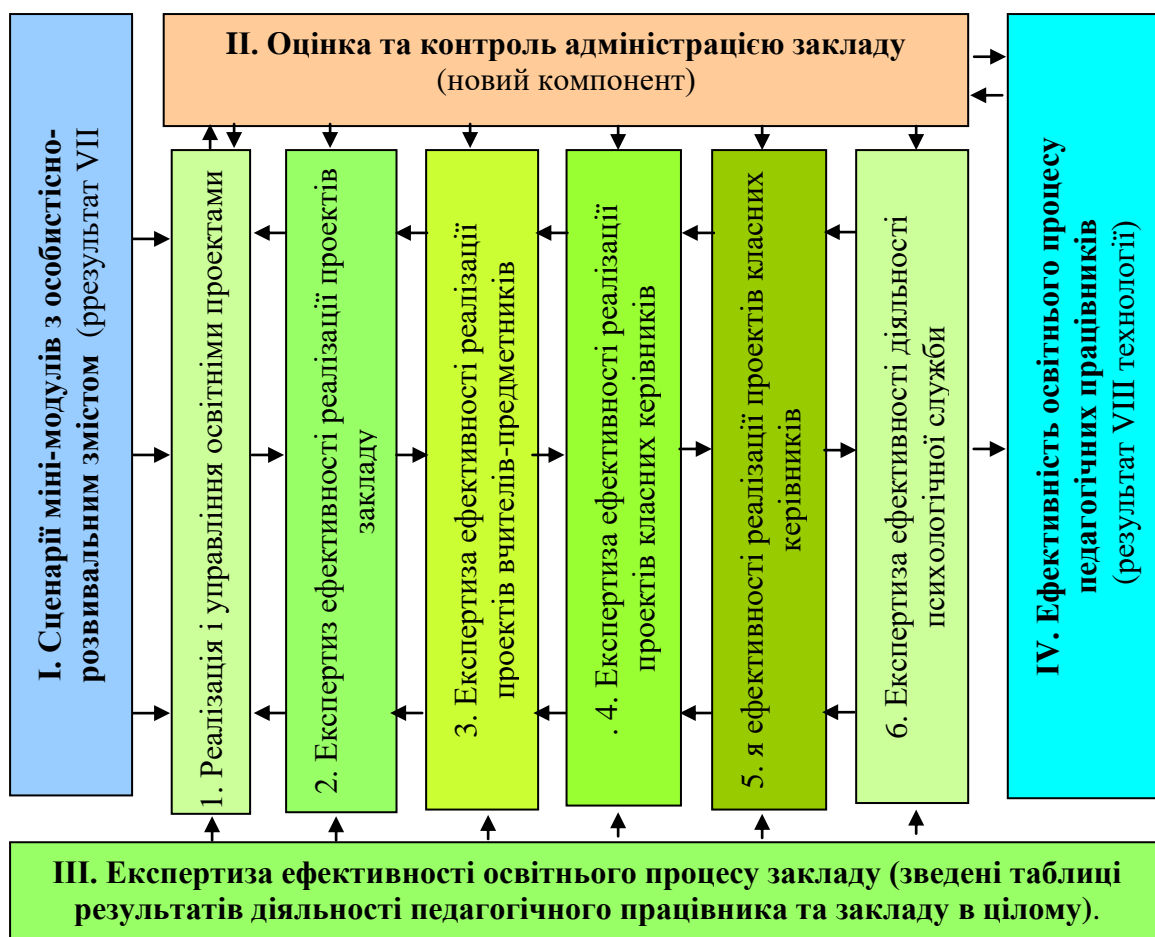 ІІ. Оцінка та контроль адміністрацією закладу
(новий компонент)
І. Сценарії міні-модулів з особистісно-
розвивальним змістом (ррезультат VII
1. Реалізація і управління освітніми проектами
2. Експертиз ефективності реалізації проектів
закладу
3. Експертиза ефективності реалізації
проектів вчителів-предметників
. 4. Експертиза ефективності реалізації
проектів класних керівників
5. я ефективності реалізації проектів класних
керівників
6. Експертиза ефективності діяльності
психологічної служби
IV. Ефективність освітнього процесу
педагогічних працівників
(результат VIII технології)
ІІІ. Експертиза ефективності освітнього процесу закладу (зведені таблиці
результатів діяльності педагогічного працівника та закладу в цілому).